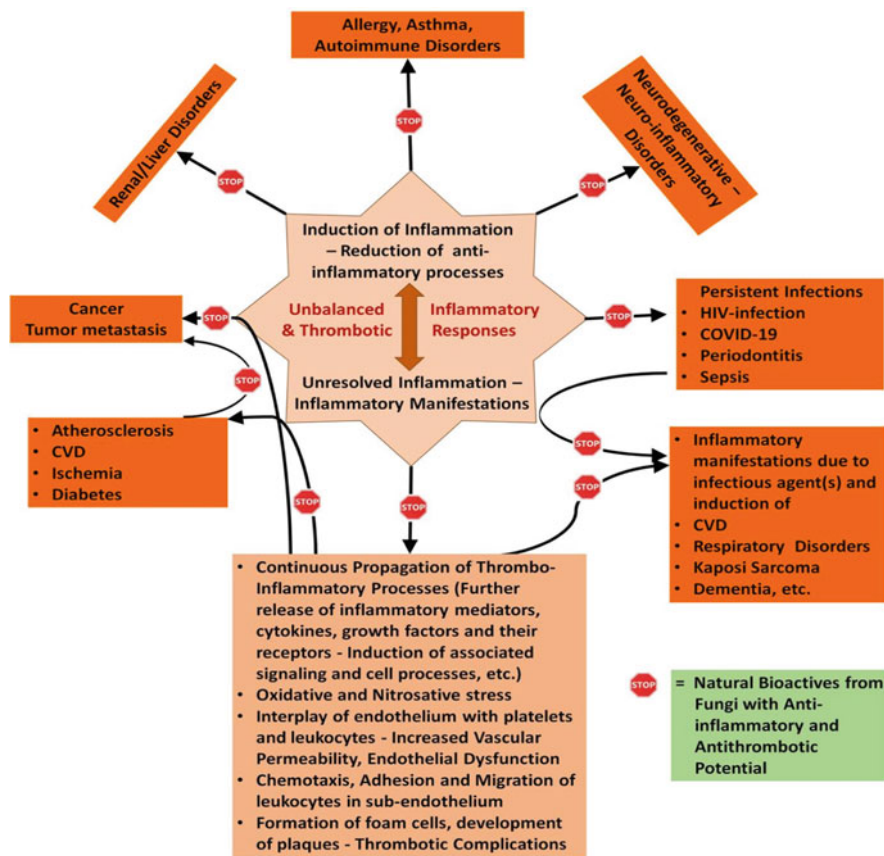 Allergy, Asthma,
Autoimmune Disorders
STOP
Renal/Liver Disorders
STOP
Neurodegenerative –
Neuro-inflammatory
Disorders
STOP
Induction of Inflammation
– Reduction of anti-
inflammatory processes
Unbalanced
& Thrombotic
Inflammatory
Responses
Unresolved Inflammation –
Inflammatory Manifestations
Cancer
Tumor metastasis
STOP
STOP
• Atherosclerosis
• CVD
• Ischemia
• Diabetes
STOP
STOP
STOP
Persistent Infections
• HIV-infection
• COVID-19
• Periodontitis
• Sepsis
STOP
STOP
• Inflammatory
manifestations due to
infectious agent(s) and
induction of
• CVD
• Respiratory Disorders
• Kaposi Sarcoma
• Dementia, etc.
• Continuous Propagation of Thrombo-
Inflammatory Processes (Further
release of inflammatory mediators,
cytokines, growth factors and their
receptors - Induction of associated
signaling and cell processes, etc.)
• Oxidative and Nitrosative stress
• Interplay of endothelium with platelets
and leukocytes - Increased Vascular
Permeability, Endothelial Dysfunction
• Chemotaxis, Adhesion and Migration of
leukocytes in sub-endothelium
• Formation of foam cells, development
of plaques - Thrombotic Complications
STOP = Natural Bioactives from
Fungi with Anti-
inflammatory and
Antithrombotic
Potential